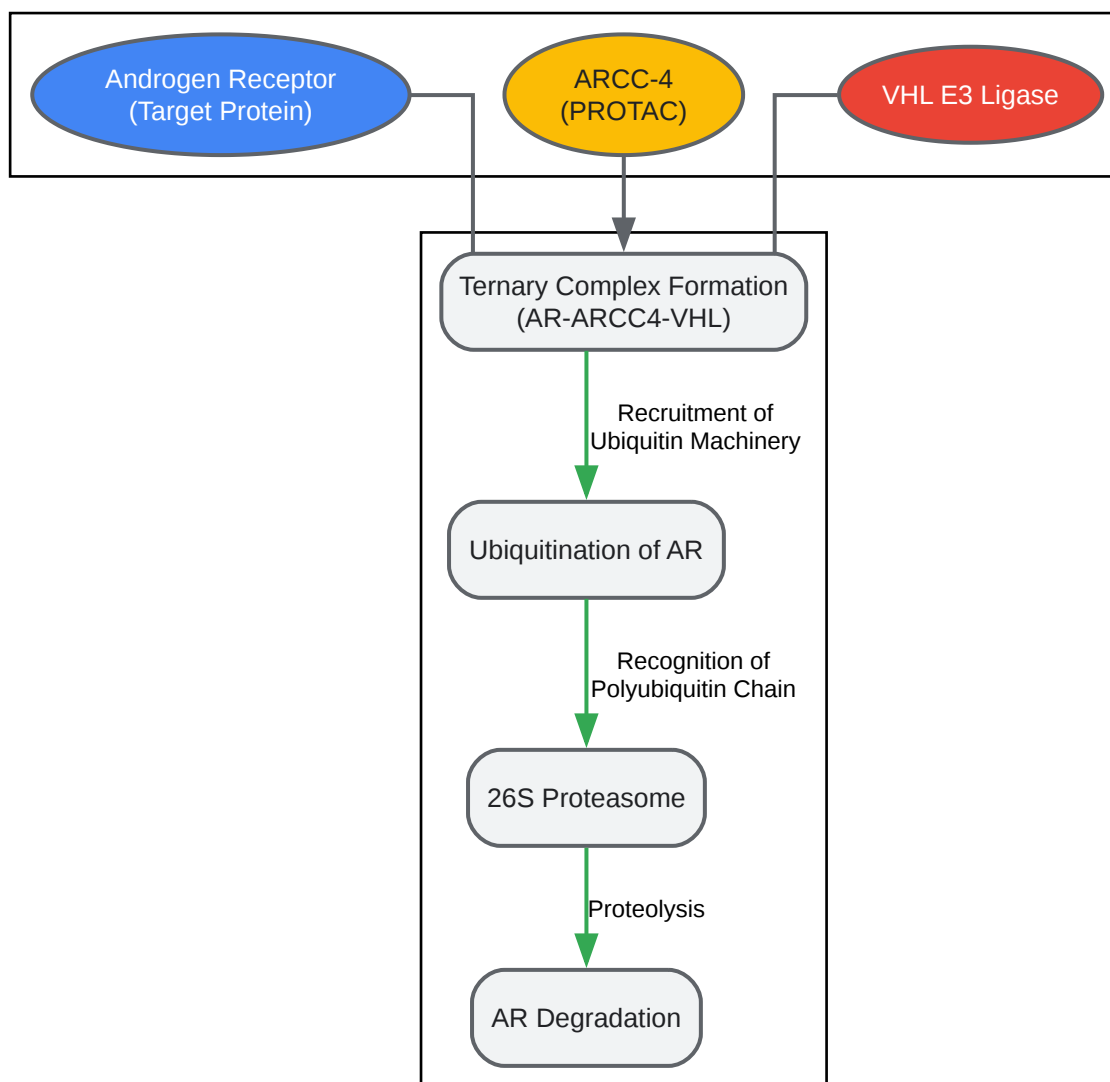 Androgen Receptor
(Target Protein)
ARCC-4
(PROTAC)
VHL E3 Ligase
Ternary Complex Formation
(AR-ARCC4-VHL)
Recruitment of
Ubiquitin Machinery
Ubiquitination of AR
Recognition of
Polyubiquitin Chain
26S Proteasome
Proteolysis
AR Degradation